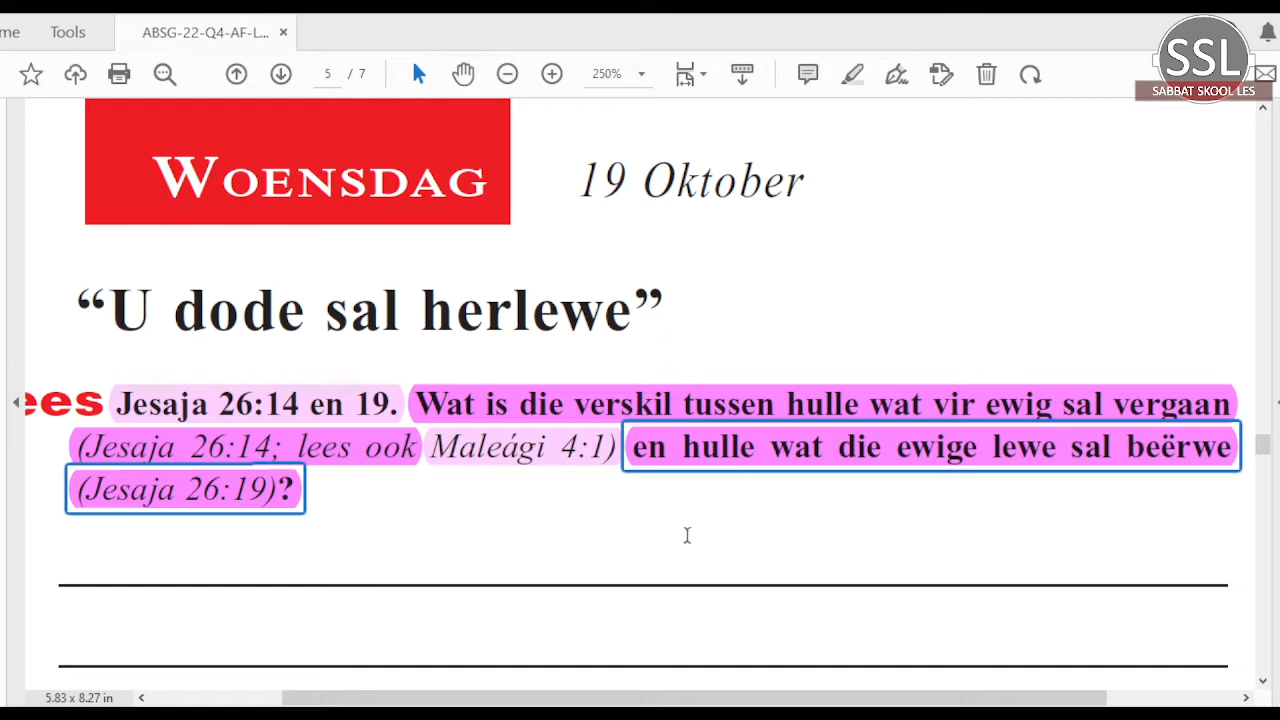 me
Tools
ABSG-22-Q4-AF-L...
SSL
SABBAT SKOOL LES
5 / 7
250%
WOENSDAG
19 Oktober
“U dode sal herlewe”
ees Jesaja 26:14 en 19. Wat is die verskil tussen hulle wat vir ewig sal vergaan
(Jesaja 26:14; lees ook Maleági 4:1) en hulle wat die ewige lewe sal beërwe
(Jesaja 26:19)?
5.83 x 8.27 in